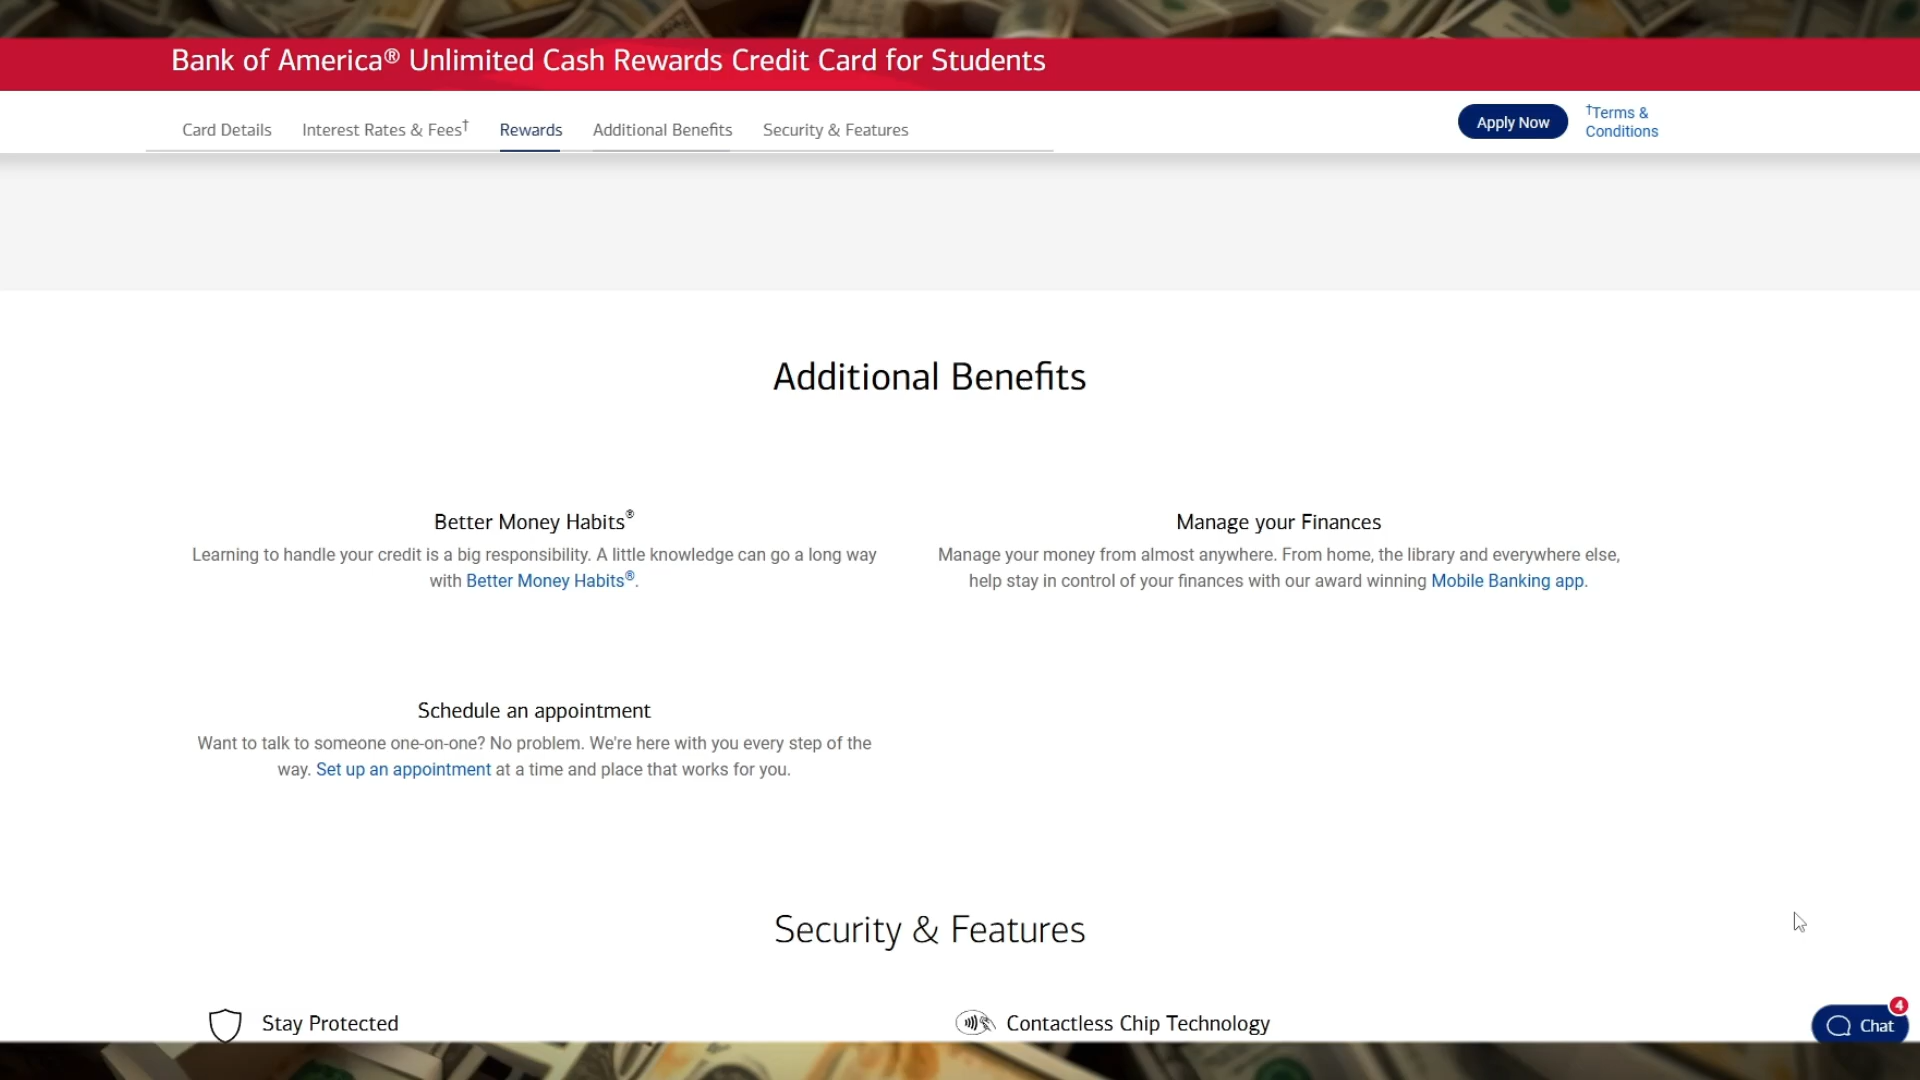 Bank of America® Unlimited Cash Rewards Credit Card for Students
Card Details Interest Rates & Fees† Rewards Additional Benefits Security & Features
Apply Now
†Terms &
Conditions
Additional Benefits
Better Money Habits®
Learning to handle your credit is a big responsibility. A little knowledge can go a long way
with Better Money Habits®.
Manage your Finances
Manage your money from almost anywhere. From home, the library and everywhere else,
help stay in control of your finances with our award winning Mobile Banking app.
Schedule an appointment
Want to talk to someone one-on-one? No problem. We're here with you every step of the
way. Set up an appointment at a time and place that works for you.
Security & Features
Stay Protected
Contactless Chip Technology
4
Chat